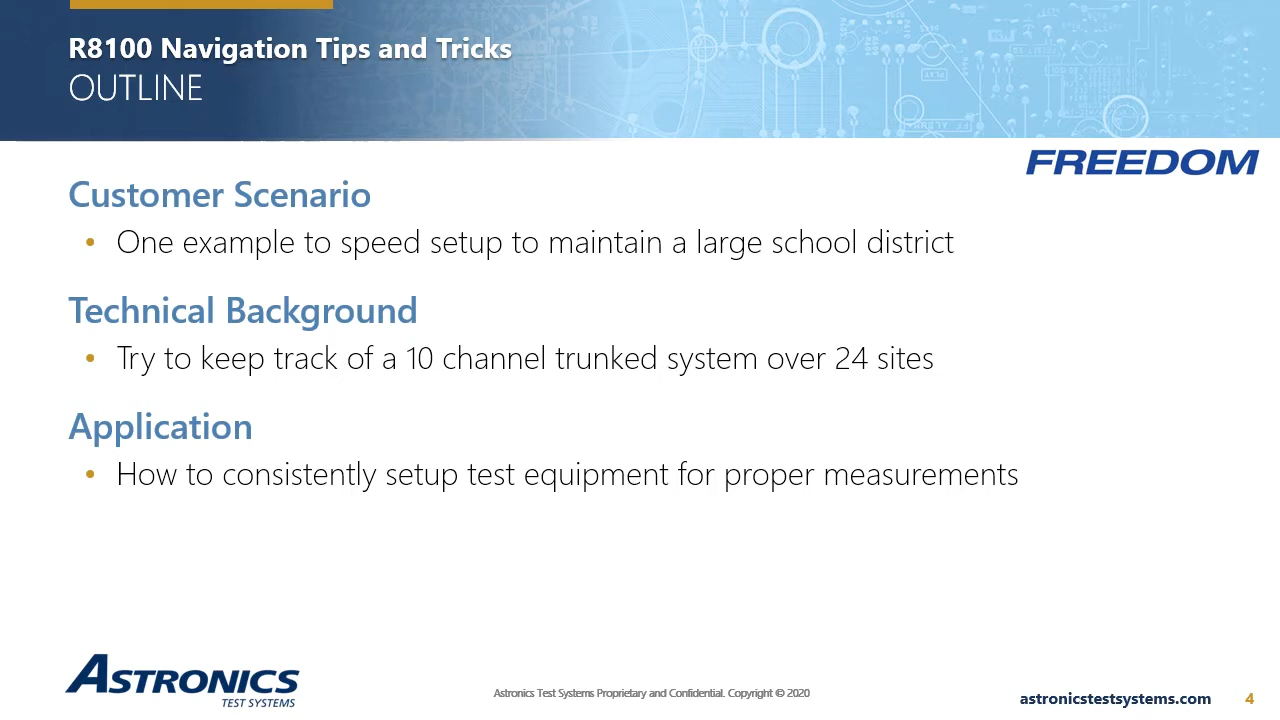 R8100 Navigation Tips and Tricks
OUTLINE
FREEDOM
Customer Scenario
• One example to speed setup to maintain a large school district
Technical Background
• Try to keep track of a 10 channel trunked system over 24 sites
Application
• How to consistently setup test equipment for proper measurements
ASTRONICS
TEST SYSTEMS
Astronics Test Systems Proprietary and Confidential. Copyright © 2020
astronicstestsystems.com 4